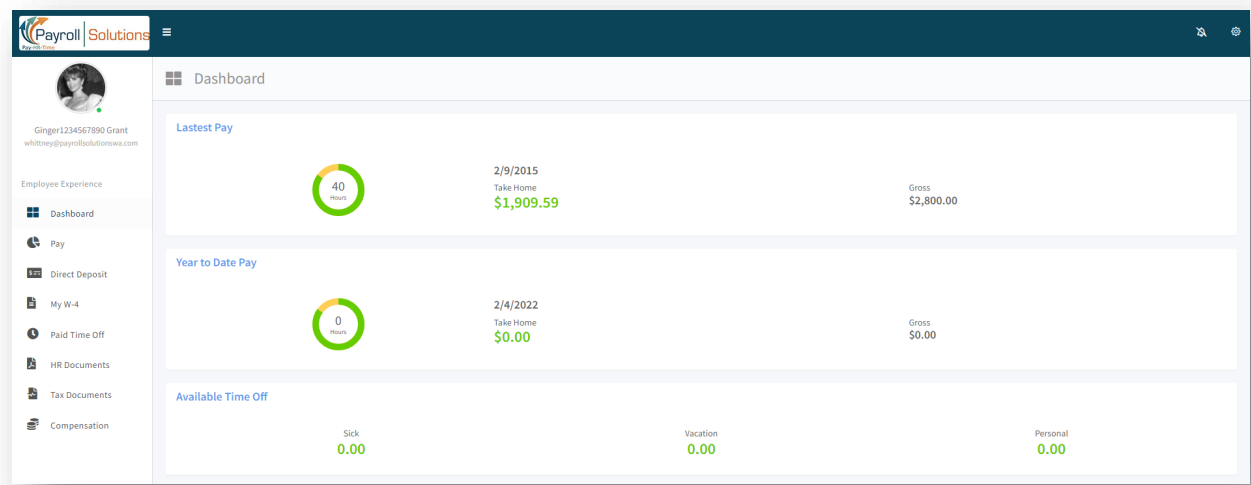 Payroll Solutions
Pay-HR-Time
Dashboard
Ginger1234567890 Grant
whittney@payrollsolutionswa.com
Employee Experience
Dashboard
Pay
Direct Deposit
My W-4
Paid Time Off
HR Documents
Tax Documents
Compensation
Lastest Pay
40
Hours
2/9/2015
Take Home
$1,909.59
Gross
$2,800.00
Year to Date Pay
0
Hours
2/4/2022
Take Home
$0.00
Gross
$0.00
Available Time Off
Sick
0.00
Vacation
0.00
Personal
0.00